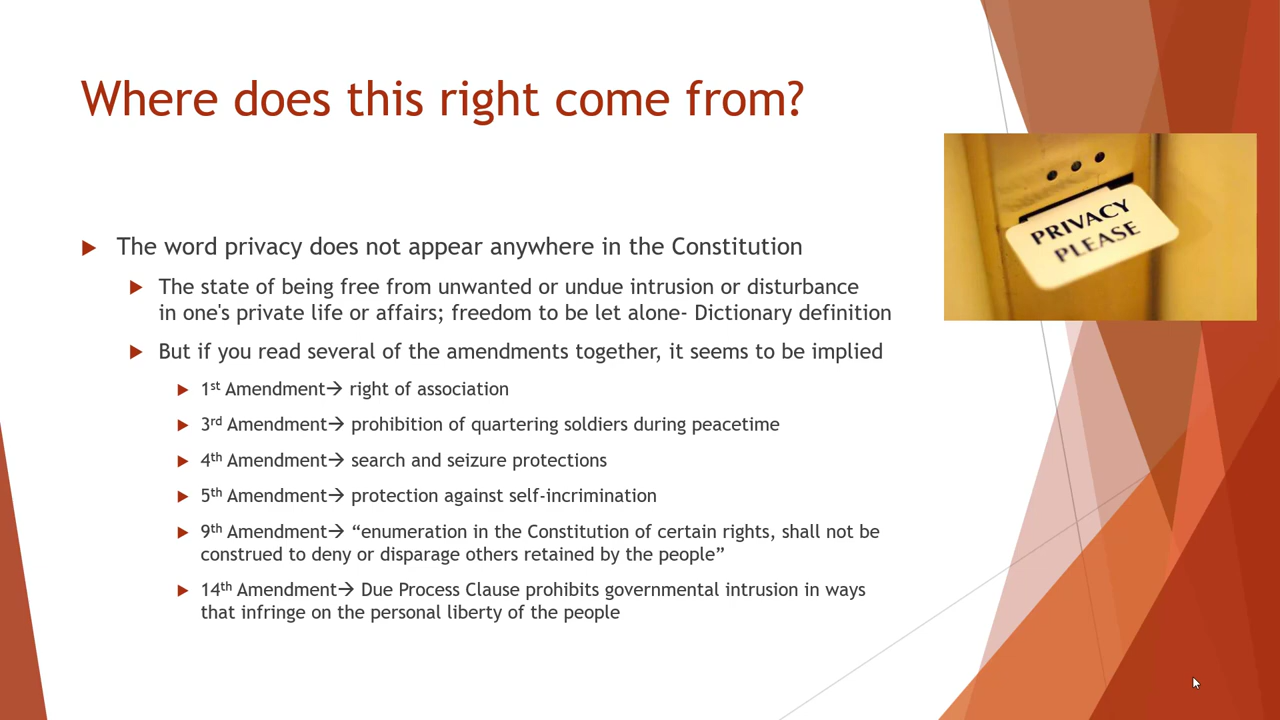 Where does this right come from?
PRIVACY
PLEASE
The word privacy does not appear anywhere in the Constitution
The state of being free from unwanted or undue intrusion or disturbance
in one's private life or affairs; freedom to be let alone- Dictionary definition
But if you read several of the amendments together, it seems to be implied
1st Amendment→ right of association
3rd Amendment→ prohibition of quartering soldiers during peacetime
4th Amendment→ search and seizure protections
5th Amendment→ protection against self-incrimination
9th Amendment→ “enumeration in the Constitution of certain rights, shall not be
construed to deny or disparage others retained by the people”
14th Amendment→ Due Process Clause prohibits governmental intrusion in ways
that infringe on the personal liberty of the people